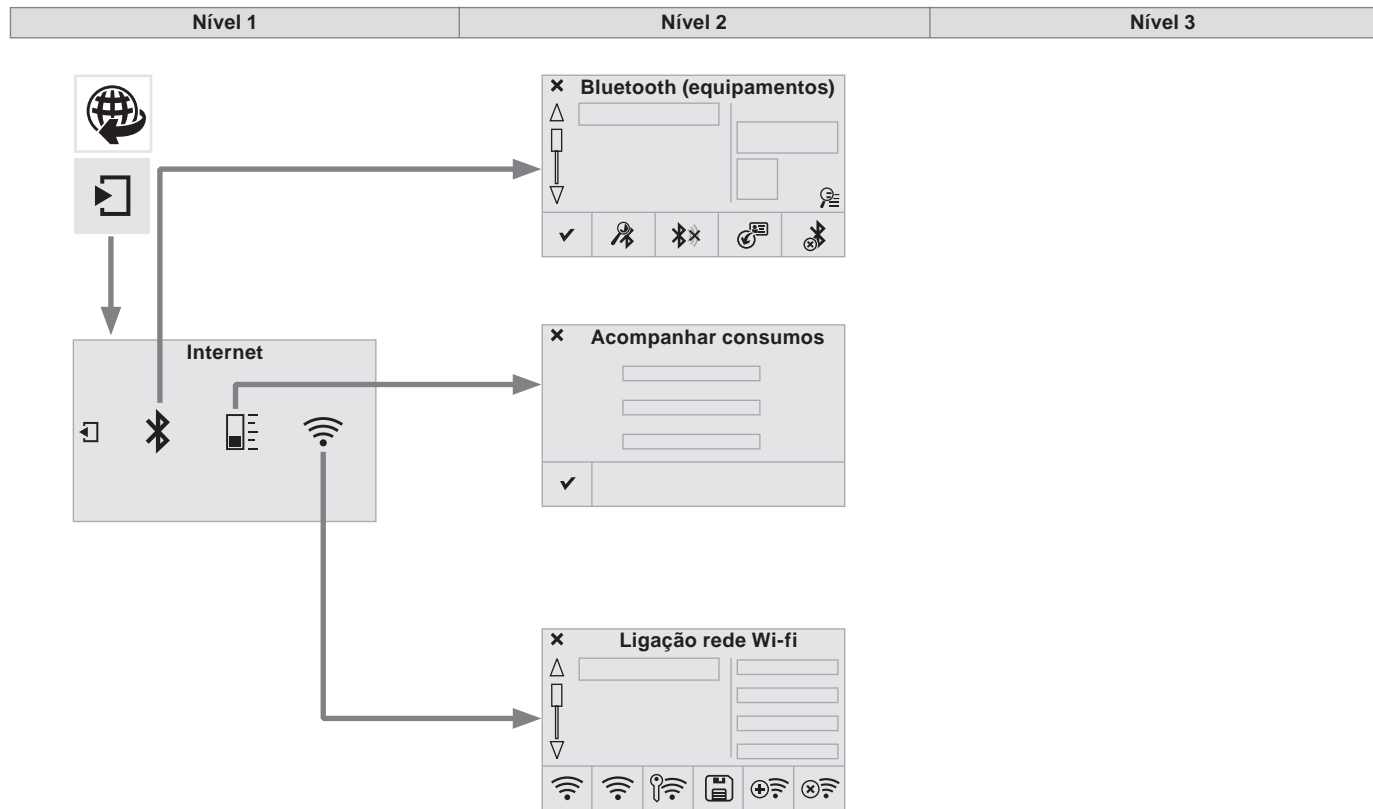 Nível 1
Nível 2
Nível 3
Bluetooth (equipamentos)
Internet
Acompanhar consumos
Ligação rede Wi-fi